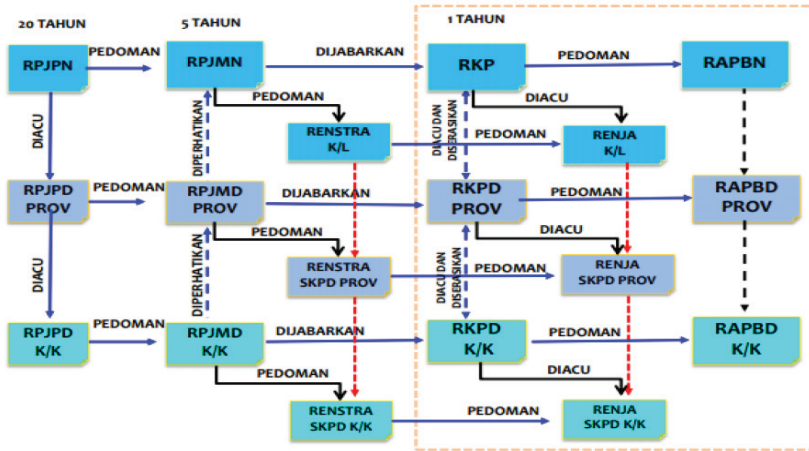 20 TAHUN
5 TAHUN
1 TAHUN
RPJPN
PEDOMAN
RPJMN
DIJABARKAN
RKP
PEDOMAN
RAPBN
DIACU
DIPERHATIKAN
PEDOMAN
RENSTRA
K/L
PEDOMAN
DIACU DAN
DISERASIKAN
DIACU
RENJA
K/L
RPJPD
PROV
PEDOMAN
RPJMD
PROV
DIJABARKAN
RKPD
PROV
PEDOMAN
RAPBD
PROV
DIACU
DIPERHATIKAN
PEDOMAN
RENSTRA
SKPD PROV
PEDOMAN
DIACU DAN
DISERASIKAN
DIACU
RENJA
SKPD PROV
RPJPD
K/K
PEDOMAN
RPJMD
K/K
DIJABARKAN
RKPD
K/K
PEDOMAN
RAPBD
K/K
PEDOMAN
RENSTRA
SKPD K/K
PEDOMAN
DIACU
RENJA
SKPD K/K